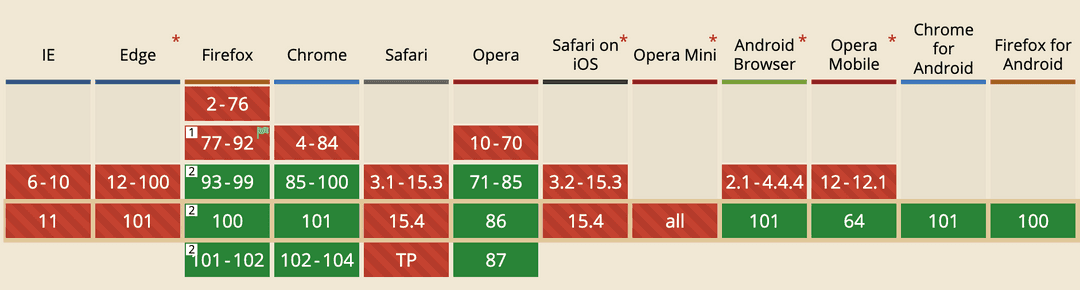 IE Edge * Firefox Chrome Safari Opera Safari on * iOS Opera Mini * Android * Browser Opera * Mobile Chrome for Android Firefox for Android
2-76
1 77-92 4-84 10-70
6-10 12-100 2 93-99 85-100 3.1-15.3 71-85 3.2-15.3 2.1-4.4.4 12-12.1
11 101 2 100 101 15.4 86 15.4 all 101 64 101 100
2 101-102 102-104 TP 87